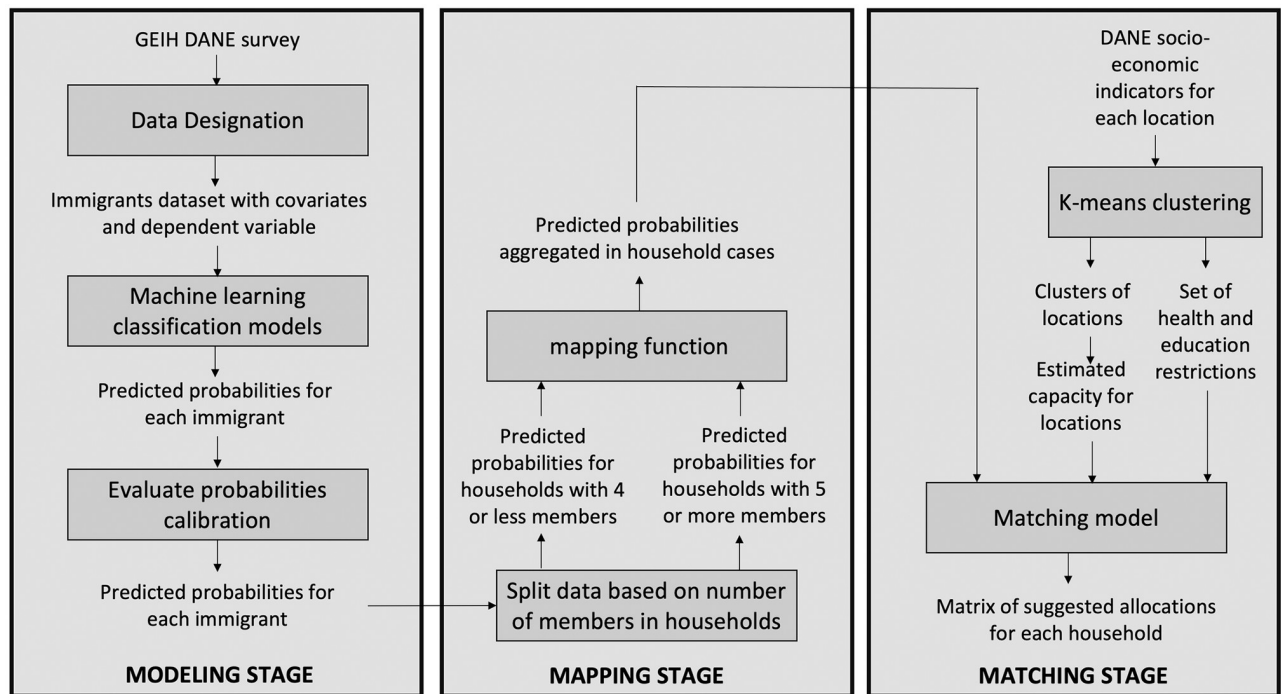 GEIH DANE survey
Data Designation
Immigrants dataset with covariates
and dependent variable
Machine learning
classification models
Predicted probabilities for
each immigrant
Evaluate probabilities
calibration
Predicted probabilities for
each immigrant
MODELING STAGE
Predicted probabilities
aggregated in household cases
mapping function
Predicted
probabilities for
households with 4
or less members
Predicted
probabilities for
households with 5
or more members
Split data based on number
of members in households
MAPPING STAGE
DANE socio-
economic
indicators for
each location
K-means clustering
Clusters of
locations
Estimated
capacity for
locations
Set of
health and
education
restrictions
Matching model
Matrix of suggested allocations
for each household
MATCHING STAGE